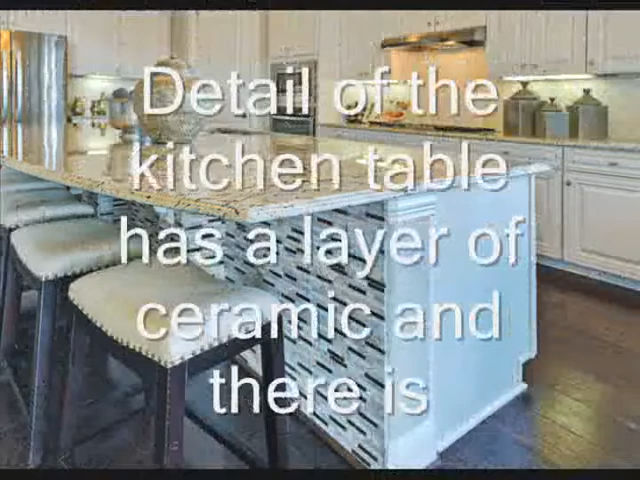 Detail of the
kitchen table
has a layer of
ceramic and
there is